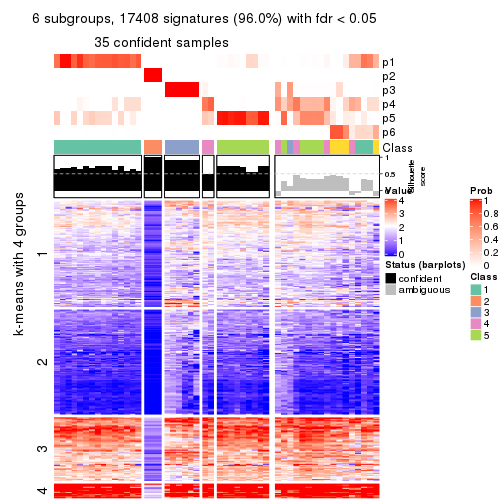 6 subgroups, 17408 signatures (96.0%) with fdr < 0.05
35 confident samples
p1
p2
p3
p4
p5
p6
Class
1
0.5
0
Silhouette
score
k-means with 4 groups
1
2
3
4
Value
4
3
2
1
0
Status (barplots)
confident
ambiguous
Prob
1
0.8
0.6
0.4
0.2
0
Class
1
2
3
4
5